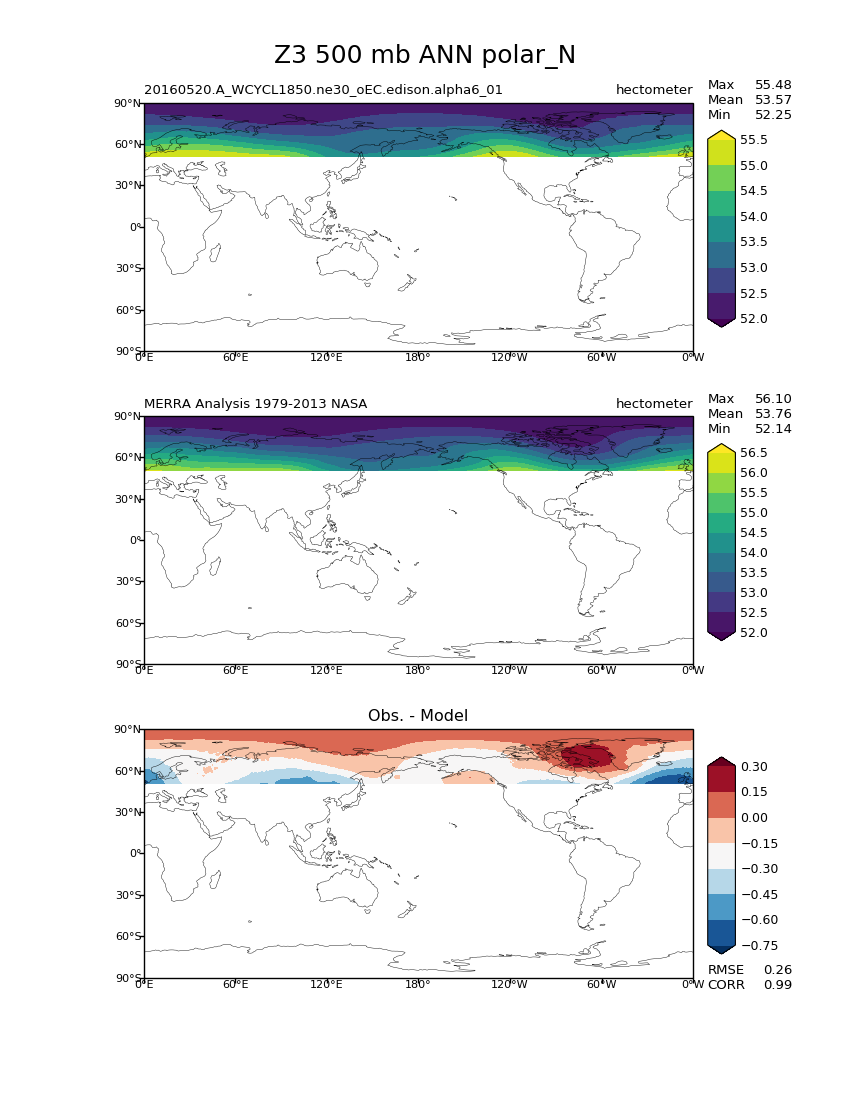 Z3 500 mb ANN polar_N
20160520.A_WCYCL1850.ne30_oEC.edison.alpha6_01 hectometer
Max 55.48
Mean 53.57
Min 52.25
90°N
60°N
30°N
0°
30°S
60°S
90°S
0°E 60°E 120°E 180° 120°W 60°W 0°W
55.5
55.0
54.5
54.0
53.5
53.0
52.5
52.0
MERRA Analysis 1979-2013 NASA hectometer
Max 56.10
Mean 53.76
Min 52.14
90°N
60°N
30°N
0°
30°S
60°S
90°S
0°E 60°E 120°E 180° 120°W 60°W 0°W
56.5
56.0
55.5
55.0
54.5
54.0
53.5
53.0
52.5
52.0
Obs. - Model
90°N
60°N
30°N
0°
30°S
60°S
90°S
0°E 60°E 120°E 180° 120°W 60°W 0°W
0.30
0.15
0.00
−0.15
−0.30
−0.45
−0.60
−0.75
RMSE 0.26
CORR 0.99